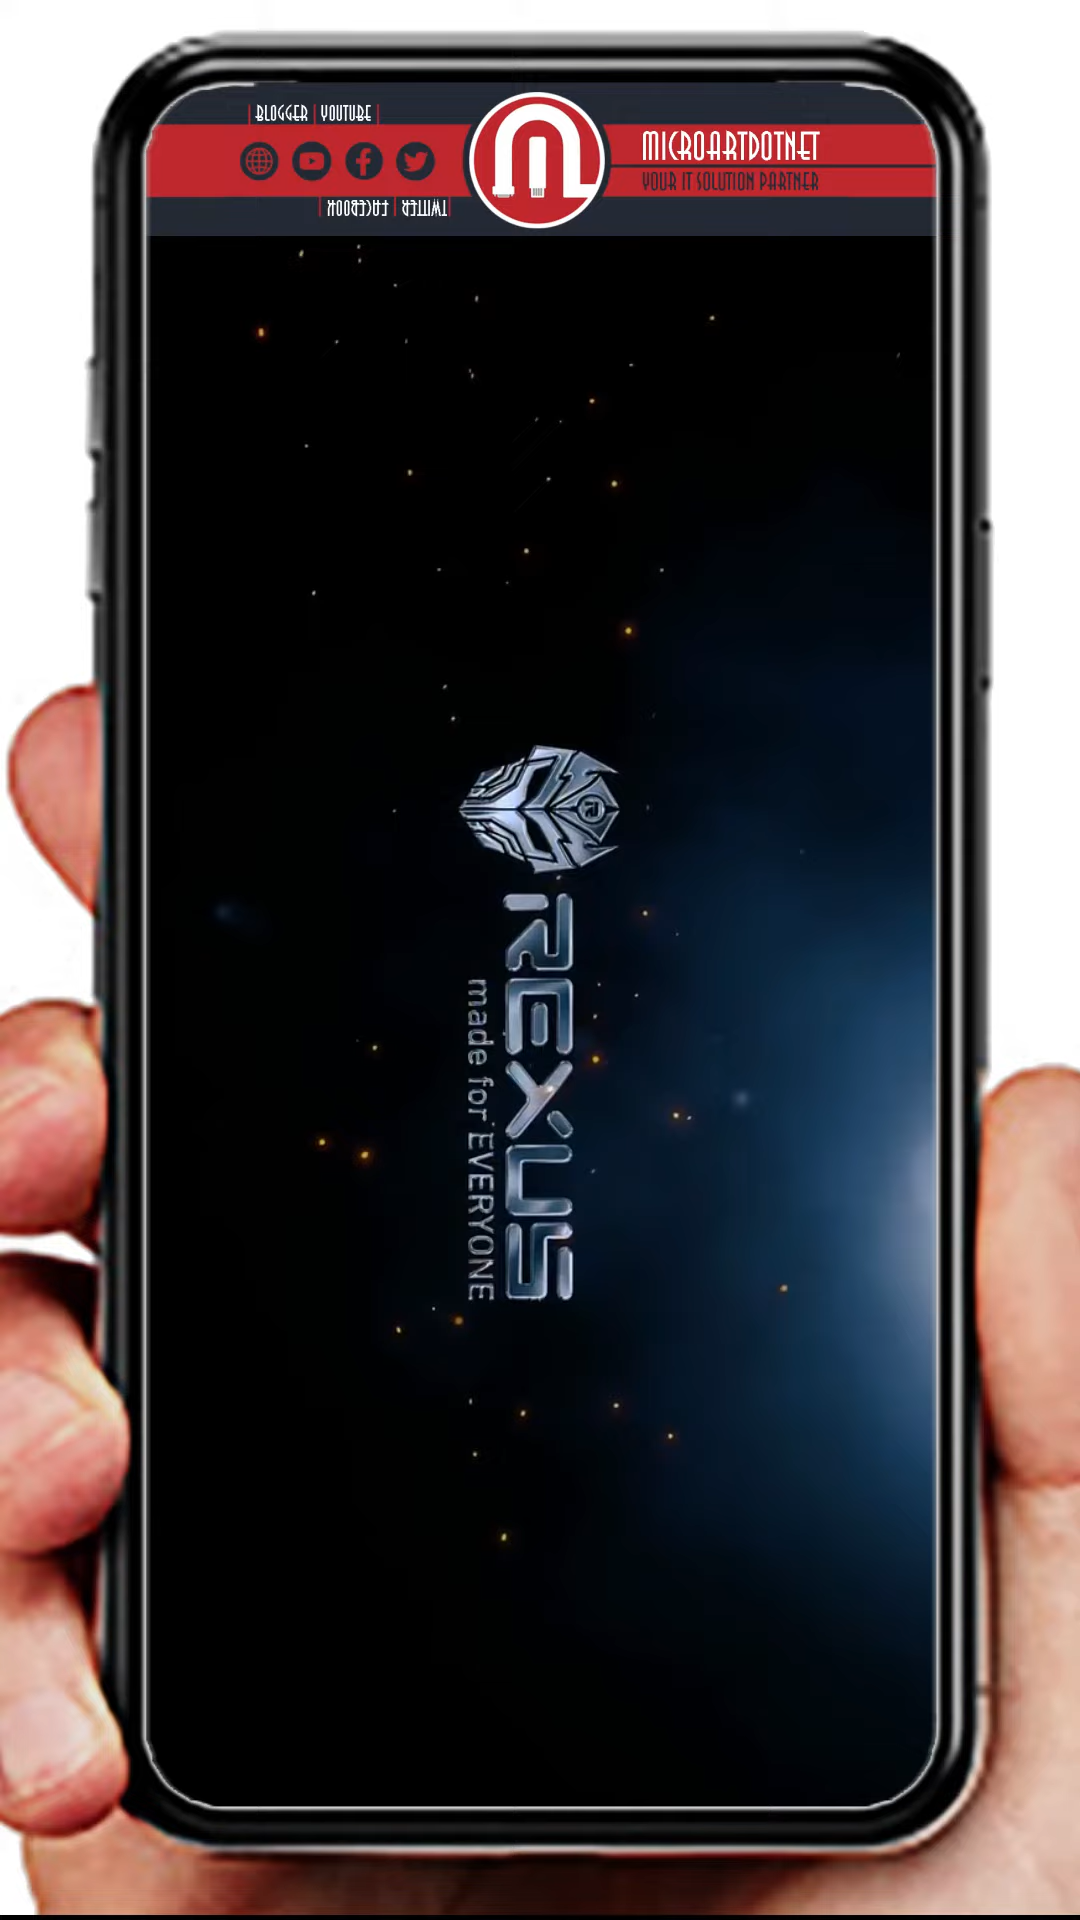 | BLOGGER | YOUTUBE |
MICROARTDOTNET
YOUR IT SOLUTION PARTNER
| FACEBOOK | TWITTER |
REXUS
made for EVERYONE